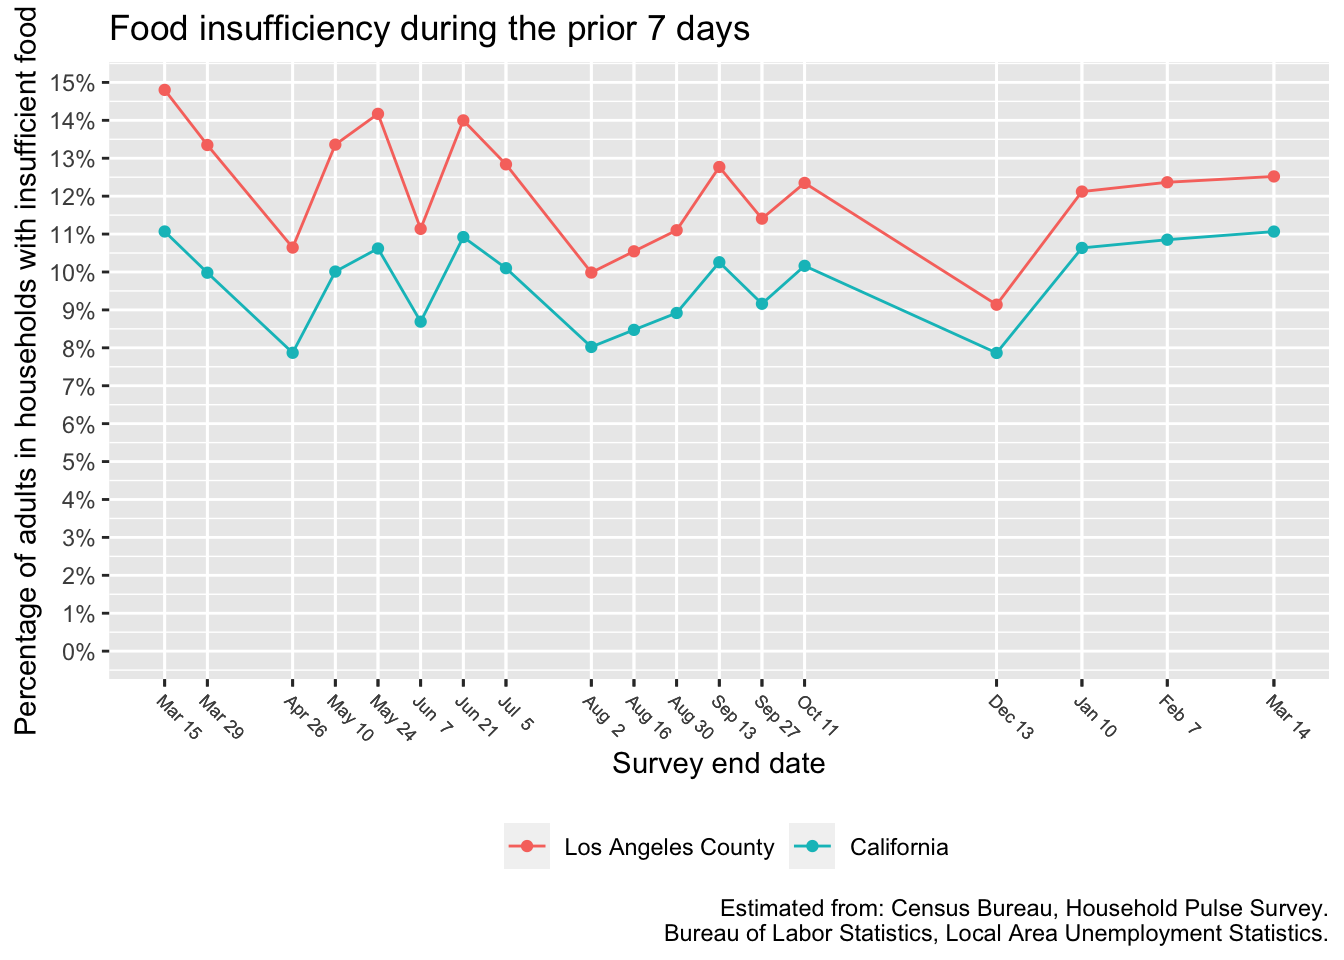 Food insufficiency during the prior 7 days
Percentage of adults in households with insufficient food
15%
14%
13%
12%
11%
10%
9%
8%
7%
6%
5%
4%
3%
2%
1%
0%
Mar 15
Mar 29
Apr 26
May 10
May 24
Jun 7
Jun 21
Jul 5
Aug 2
Aug 16
Aug 30
Sep 13
Sep 27
Oct 11
Dec 13
Jan 10
Feb 7
Mar 14
Survey end date
Los Angeles County
California
Estimated from: Census Bureau, Household Pulse Survey.
Bureau of Labor Statistics, Local Area Unemployment Statistics.